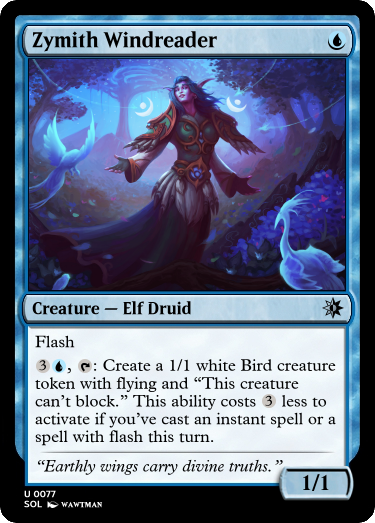 Zymith Windreader
Creature — Elf Druid
Flash
3, : Create a 1/1 white Bird creature
token with flying and “This creature
can’t block.” This ability costs 3 less to
activate if you’ve cast an instant spell or a
spell with flash this turn.
“Earthly wings carry divine truths.”
1/1
U 0077
SOL WAWTMAN